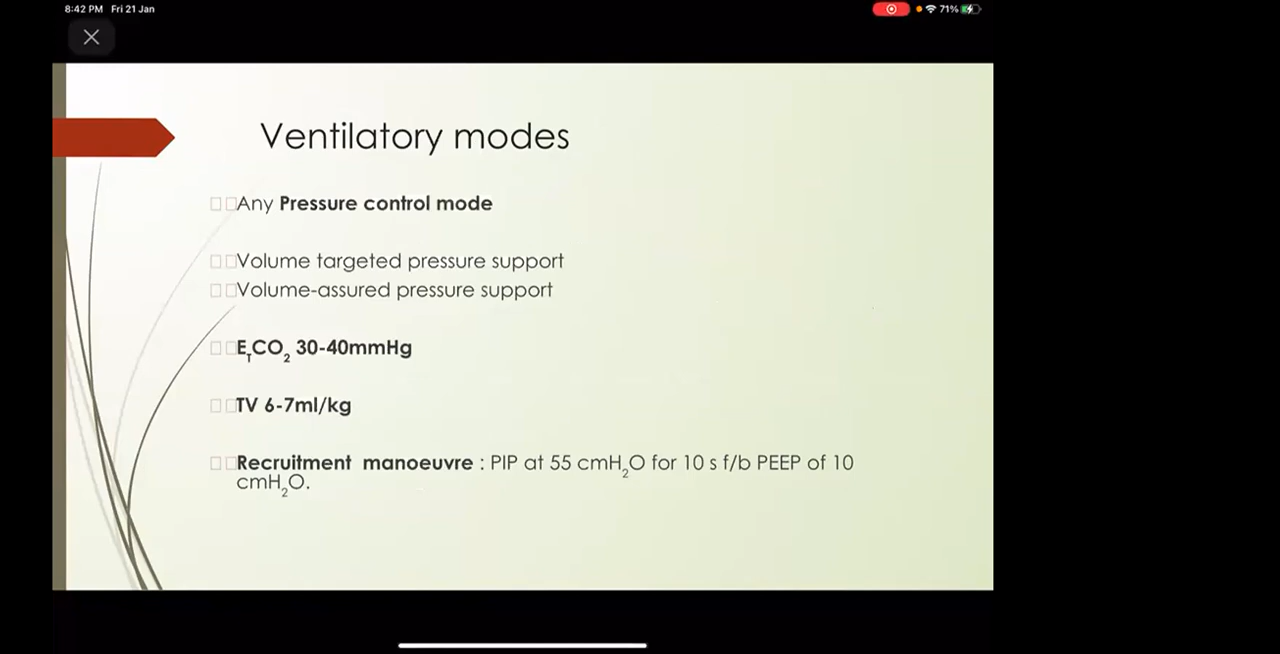 8:42 PM Fri 21 Jan
71%
Ventilatory modes
Any Pressure control mode
Volume targeted pressure support
Volume-assured pressure support
ETCO2 30-40mmHg
TV 6-7ml/kg
Recruitment manoeuvre : PIP at 55 cmH2O for 10 s f/b PEEP of 10
cmH2O.